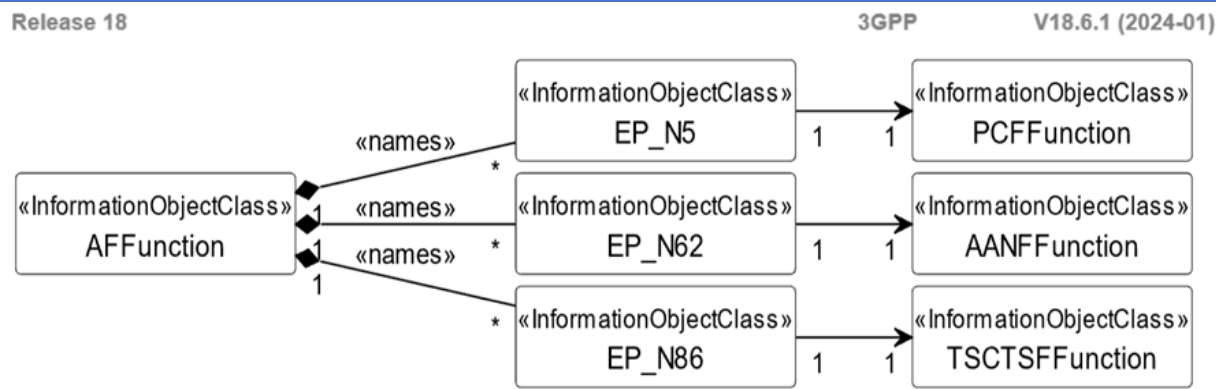 Release 18 3GPP V18.6.1 (2024-01)
«InformationObjectClass»
EP_N5
1 1
«InformationObjectClass»
PCFFunction
«names»
*
«InformationObjectClass»
AFFunction
1
«names»
*
1
«InformationObjectClass»
EP_N62
1 1
«InformationObjectClass»
AANFFunction
«names»
*
1
«InformationObjectClass»
EP_N86
1 1
«InformationObjectClass»
TSCTSFFunction